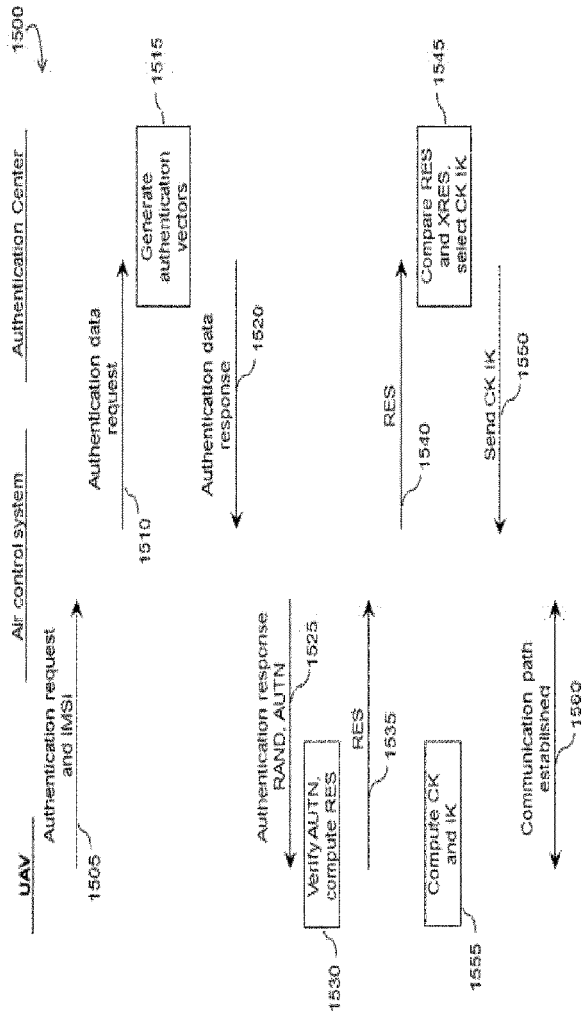 1500
UAV
Air control system
Authentication Center
Authentication request
and IMSI
1505
Authentication data
request
1510
Generate
authentication
vectors
1515
Authentication data
response
1520
Authentication response
RAND, AUTN
1525
Verify AUTN,
compute RES
1530
RES
1535
RES
1540
Compare RES
and XRES,
select CK IK
1545
Send CK IK
1550
Compute CK
and IK
1555
Communication path
established
1560